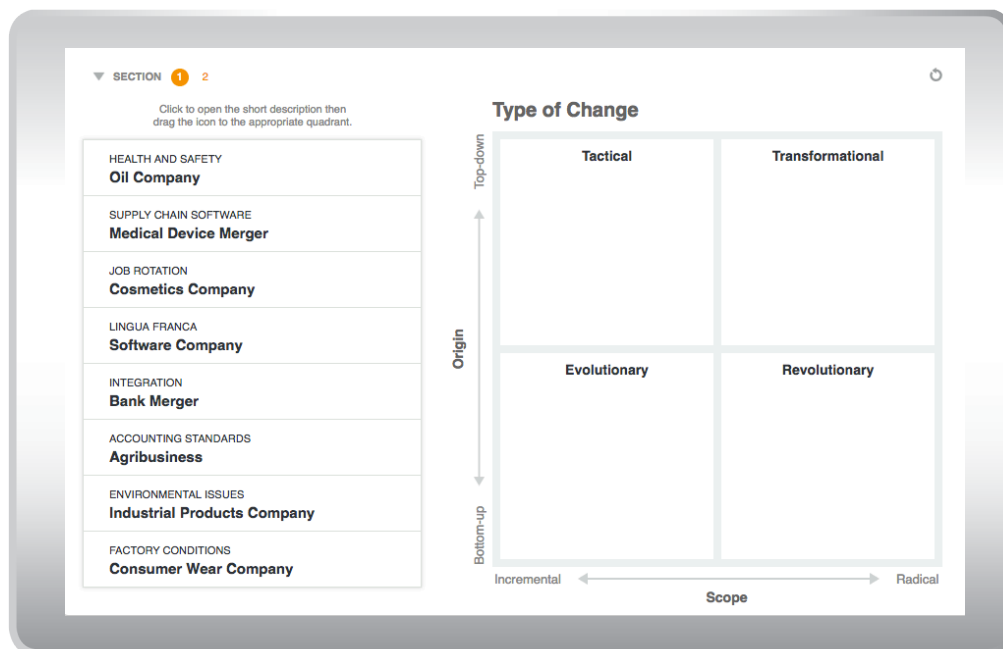 SECTION 1 2
Click to open the short description then
drag the icon to the appropriate quadrant.
HEALTH AND SAFETY
Oil Company
SUPPLY CHAIN SOFTWARE
Medical Device Merger
JOB ROTATION
Cosmetics Company
LINGUA FRANCA
Software Company
INTEGRATION
Bank Merger
ACCOUNTING STANDARDS
Agribusiness
ENVIRONMENTAL ISSUES
Industrial Products Company
FACTORY CONDITIONS
Consumer Wear Company
Type of Change
Top-down
Origin
Bottom-up
Tactical
Transformational
Evolutionary
Revolutionary
Incremental
Radical
Scope